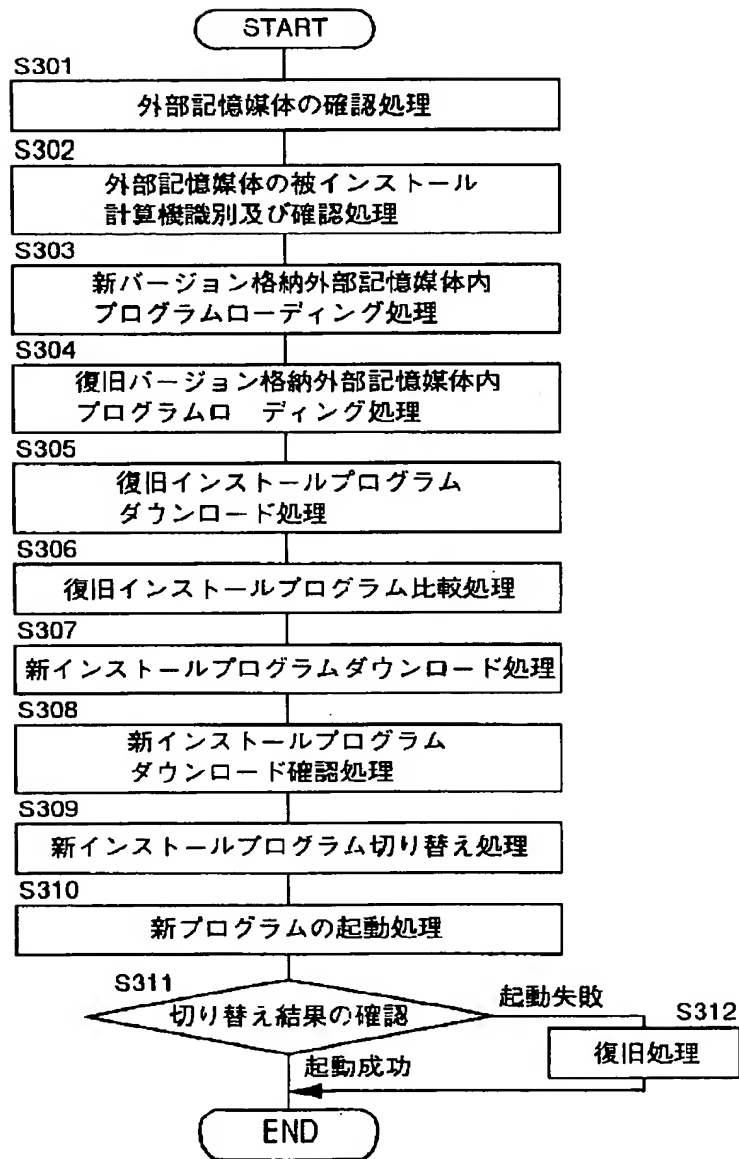 START
S301
外部記憶媒体の確認処理
S302
外部記憶媒体の被インストール
計算機識別及び確認処理
S303
新バージョン格納外部記憶媒体内
プログラムローディング処理
S304
復旧バージョン格納外部記憶媒体内
プログラムロ　ディング処理
S305
復旧インストールプログラム
ダウンロード処理
S306
復旧インストールプログラム比較処理
S307
新インストールプログラムダウンロード処理
S308
新インストールプログラム
ダウンロード確認処理
S309
新インストールプログラム切り替え処理
S310
新プログラムの起動処理
S311
切り替え結果の確認
起動失敗
S312
復旧処理
起動成功
END